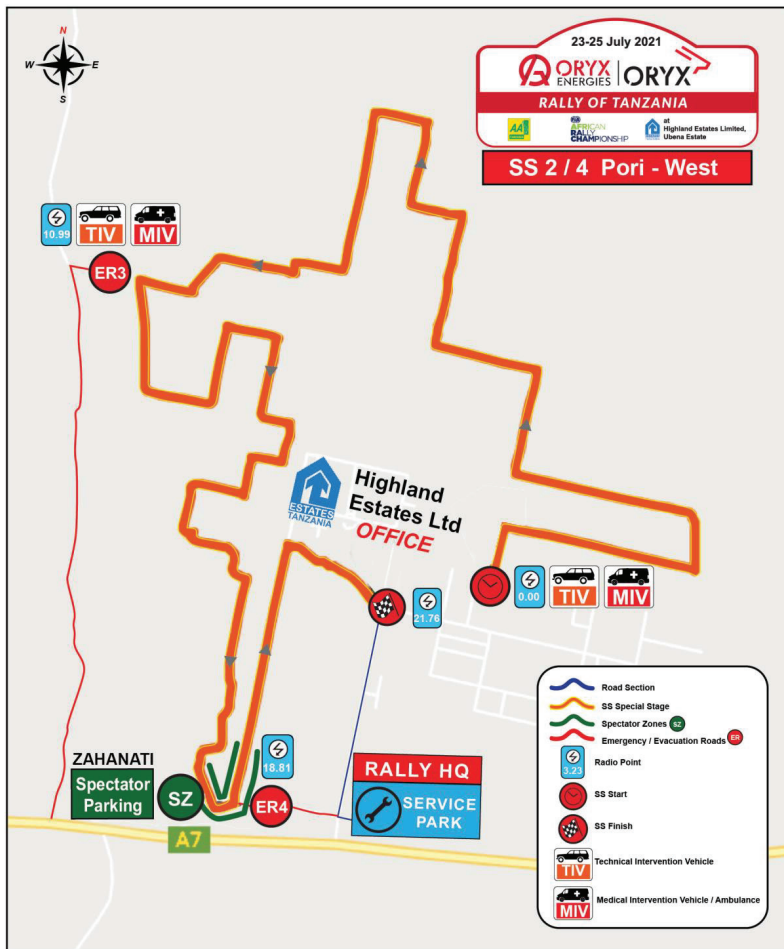 N
W
E
S
23-25 July 2021
ORYX
ENERGIES
ORYX
RALLY OF TANZANIA
AA
FIA
AFRICAN
RALLY
CHAMPIONSHIP
at
Highland Estates Limited,
Ubena Estate
SS 2 / 4 Pori - West
10.99
TIV
MIV
ER3
ESTATES
TANZANIA
Highland
Estates Ltd
OFFICE
21.76
0.00
TIV
MIV
ZAHANATI
Spectator
Parking
SZ
18.81
ER4
RALLY HQ
SERVICE
PARK
A7
Road Section
SS Special Stage
Spectator Zones SZ
Emergency / Evacuation Roads ER
3.23
Radio Point
SS Start
SS Finish
TIV
Technical Intervention Vehicle
MIV
Medical Intervention Vehicle / Ambulance